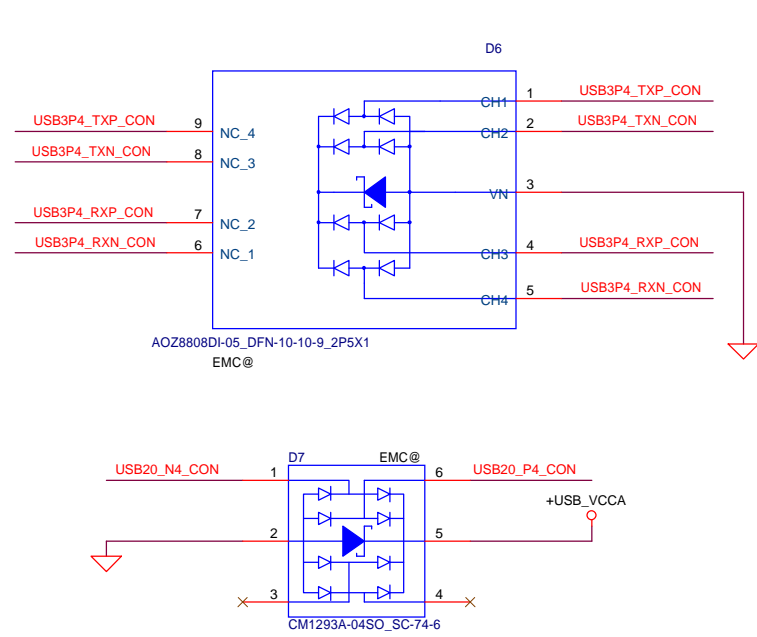 D6
1 USB3P4_TXP_CON
CH1
USB3P4_TXP_CON 9 NC_4
CH2 2 USB3P4_TXN_CON
USB3P4_TXN_CON 8 NC_3
VN 3
USB3P4_RXP_CON 7 NC_2
USB3P4_RXN_CON 6 NC_1
CH3 4 USB3P4_RXP_CON
CH4 5 USB3P4_RXN_CON
AOZ8808DI-05_DFN-10-10-9_2P5X1
EMC@
D7 EMC@
USB20_N4_CON 1 6 USB20_P4_CON
+USB_VCCA
2 5
3 4
CM1293A-04SO_SC-74-6